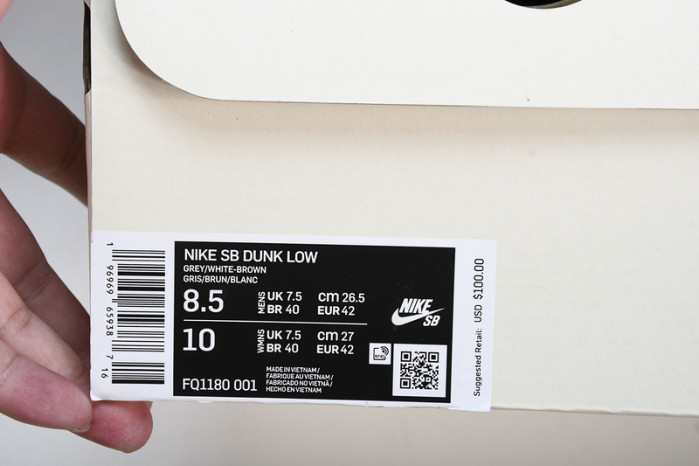 NIKE SB DUNK LOW
GREY/WHITE-BROWN
GRIS/BRUN/BLANC
8.5 MENS UK 7.5 cm 26.5
BR 40 EUR 42
10 WMNS UK 7.5 cm 27
BR 40 EUR 42
FQ1180 001
MADE IN VIETNAM /
FABRIQUE AU VIETNAM /
FABRICADO NO VIETNÃ /
HECHO EN VIETNAM
NIKE
SB
1 96969 65938 7 16
Suggested Retail: USD $100.00